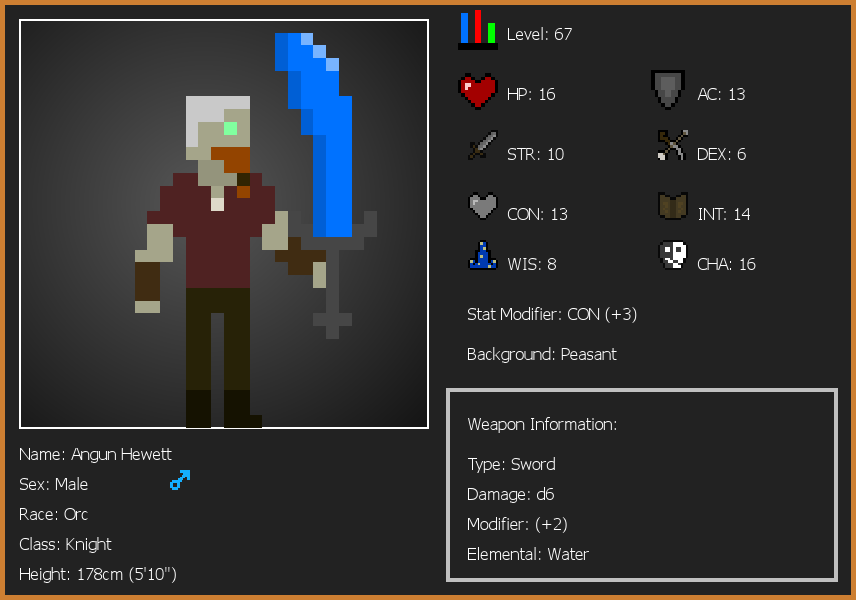 Level: 67
HP: 16
AC: 13
STR: 10
DEX: 6
CON: 13
INT: 14
WIS: 8
CHA: 16
Stat Modifier: CON (+3)
Background: Peasant
Weapon Information:
Type: Sword
Damage: d6
Modifier: (+2)
Elemental: Water
Name: Angun Hewett
Sex: Male
Race: Orc
Class: Knight
Height: 178cm (5'10")